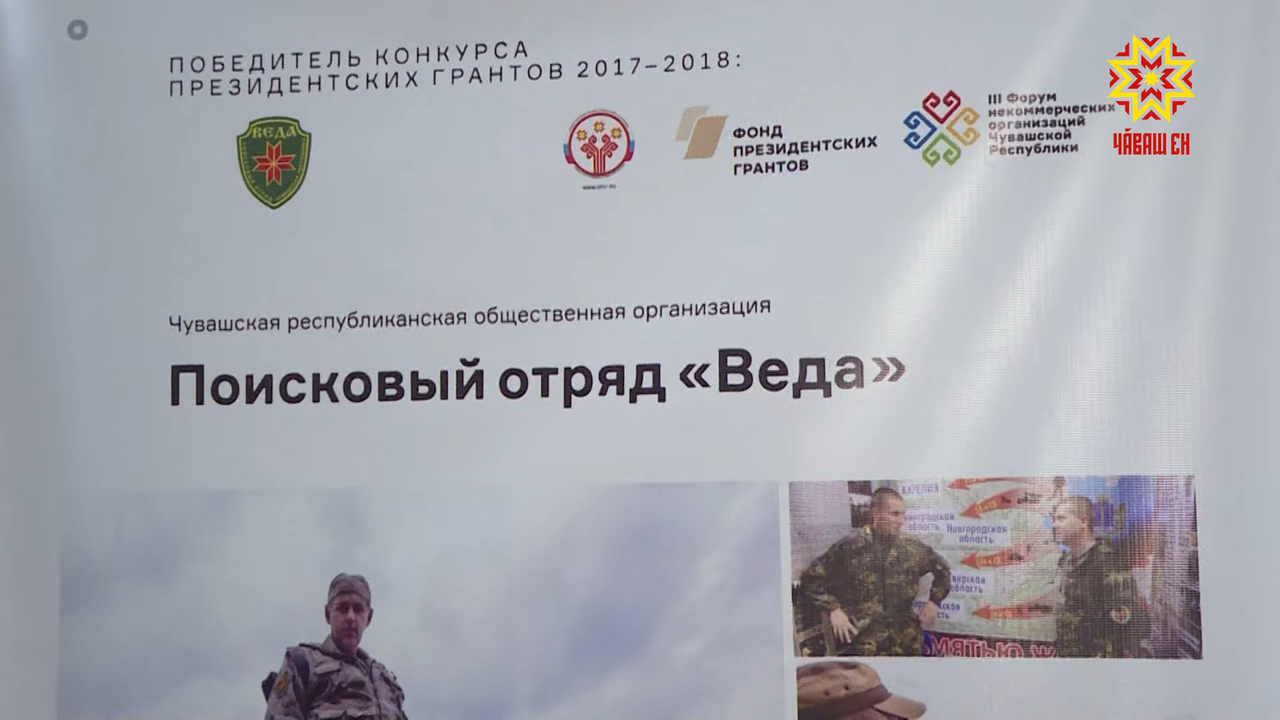 ПОБЕДИТЕЛЬ КОНКУРСА
ПРЕЗИДЕНТСКИХ ГРАНТОВ 2017–2018:
ВЕДА
ФОНД
ПРЕЗИДЕНТСКИХ
ГРАНТОВ
III Форум
некоммерческих
организаций
Чувашской
Республики
ЧӐВАШ ЕН
Чувашская республиканская общественная организация
Поисковый отряд «Веда»
КАРЕЛИЯ
Новгородская
область
область